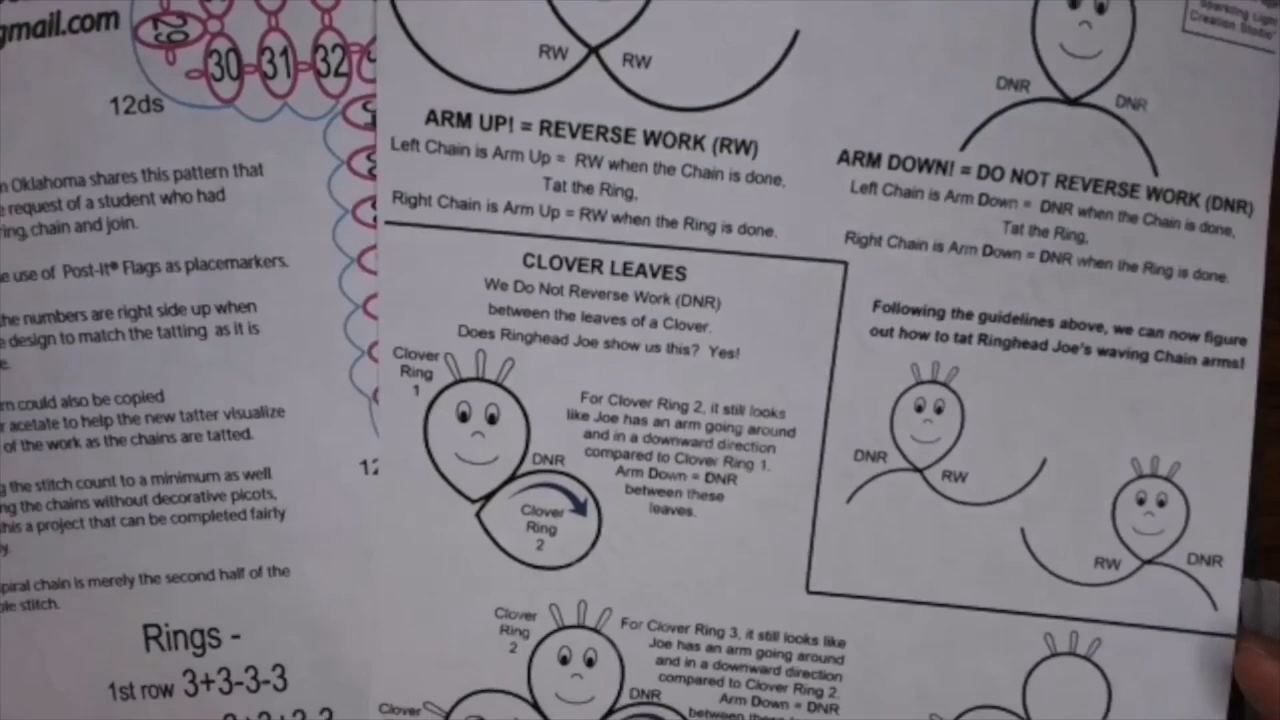 gmail.com
29
30
31
32
12ds
Oklahoma shares this pattern that
request of a student who had
ring, chain and join.
use of Post-It® Flags as placemarkers.
the numbers are right side up when
design to match the tatting as it is
could also be copied
acetate to help the new tatter visualize
of the work as the chains are tatted.
the stitch count to a minimum as well
the chains without decorative picots,
this a project that can be completed fairly
chain is merely the second half of the
stitch.
Rings -
1st row 3+3-3-3
RW
RW
ARM UP! = REVERSE WORK (RW)
Left Chain is Arm Up = RW when the Chain is done,
Tat the Ring,
Right Chain is Arm Up = RW when the Ring is done.
Sparkling Light
Creation Studio
DNR
DNR
ARM DOWN! = DO NOT REVERSE WORK (DNR)
Left Chain is Arm Down = DNR when the Chain is done,
Tat the Ring,
Right Chain is Arm Down = DNR when the Ring is done.
CLOVER LEAVES
We Do Not Reverse Work (DNR)
between the leaves of a Clover.
Does Ringhead Joe show us this? Yes!
Clover
Ring
1
DNR
Clover
Ring
2
For Clover Ring 2, it still looks
like Joe has an arm going around
and in a downward direction
compared to Clover Ring 1.
Arm Down = DNR
between these
leaves.
Following the guidelines above, we can now figure
out how to tat Ringhead Joe's waving Chain arms!
DNR
RW
RW
DNR
Clover
Ring
2
DNR
Clover
For Clover Ring 3, it still looks like
Joe has an arm going around
and in a downward direction
compared to Clover Ring 2.
Arm Down = DNR
between